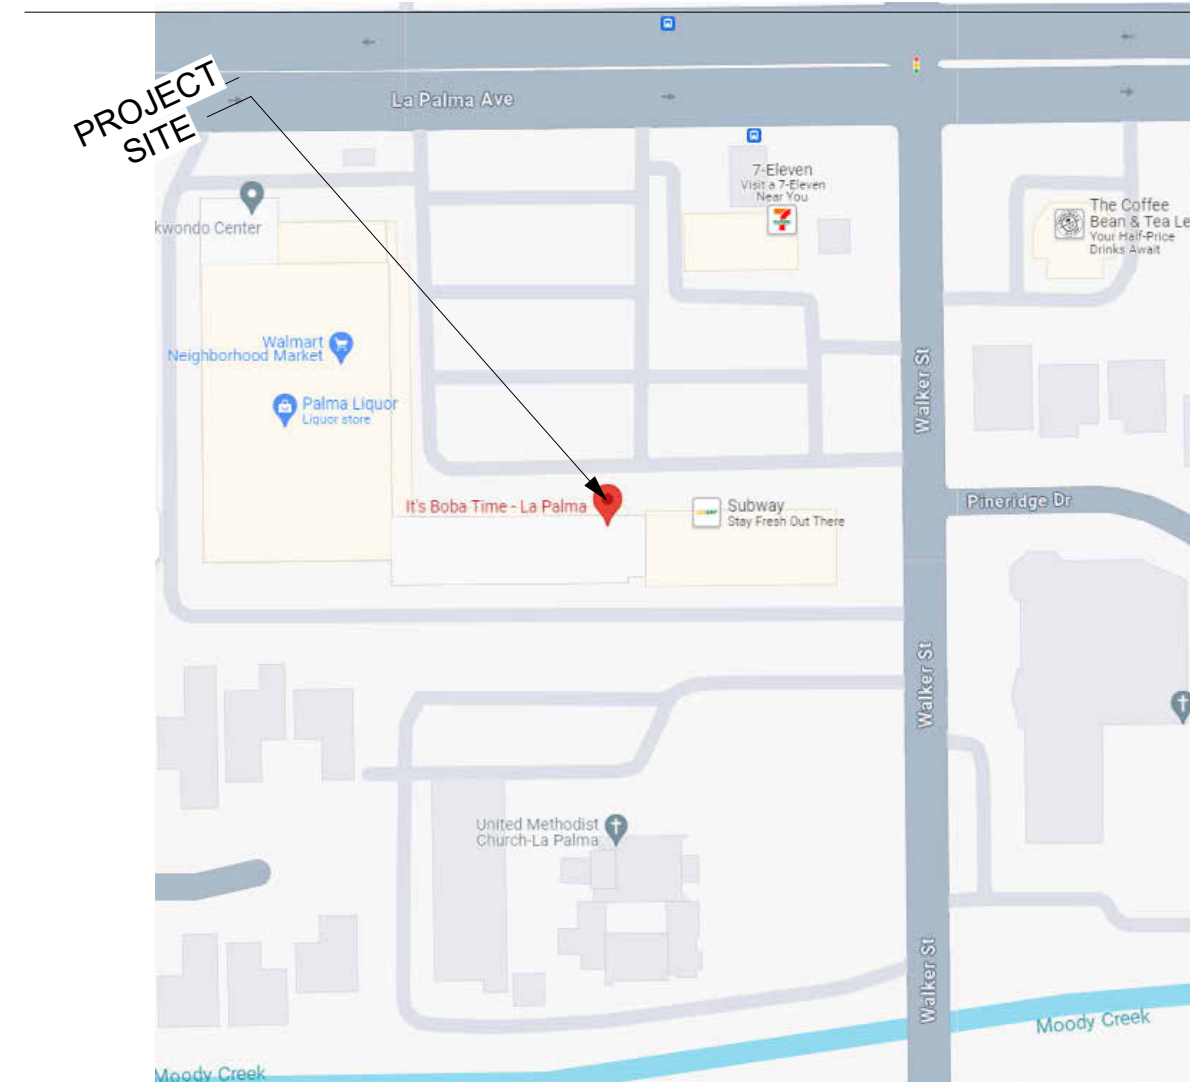 PROJECT
SITE
La Palma Ave
7-Eleven
Visit a 7-Eleven
Near You
The Coffee
Bean & Tea Le
Your Half-Price
Drinks Await
kwondo Center
Walmart
Neighborhood Market
Palma Liquor
Liquor store
Walker St
It's Boba Time - La Palma
Subway
Stay Fresh Out There
Pineridge Dr
Walker St
United Methodist
Church-La Palma
Walker St
Moody Creek
Moody Creek